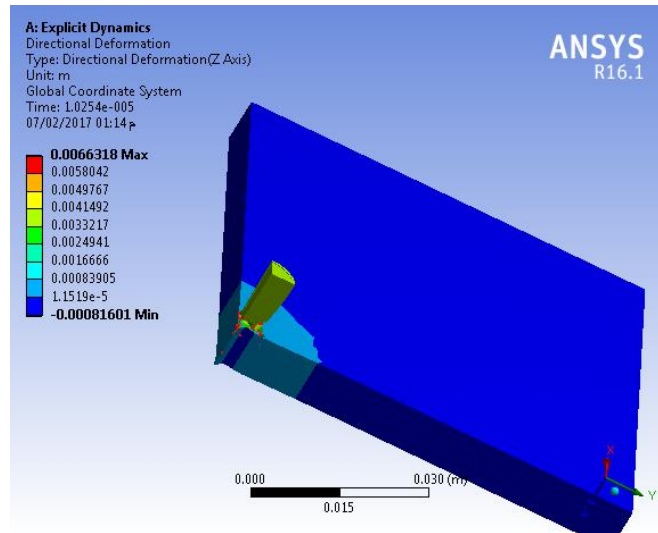 A: Explicit Dynamics
Directional Deformation
Type: Directional Deformation(Z Axis)
Unit: m
Global Coordinate System
Time: 1.0254e-005
07/02/2017 01:14 م
ANSYS
R16.1
0.0066318 Max
0.0058042
0.0049767
0.0041492
0.0033217
0.0024941
0.0016666
0.00083905
1.1519e-5
-0.00081601 Min
X
Y
0.000
0.030 (m)
0.015